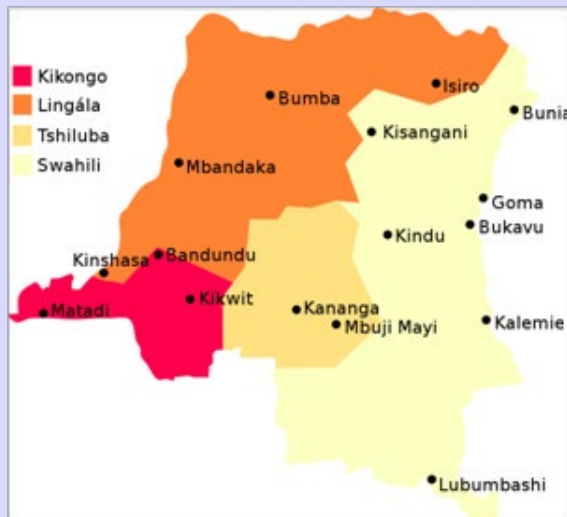 Kikongo
Lingála
Tshiluba
Swahili
Isiro
Bumba
Bunia
Kisangani
Mbandaka
Goma
Bukavu
Kindu
Bandundu
Kinshasa
Kikwit
Matadi
Kananga
Mbuji Mayi
Kalemie
Lubumbashi